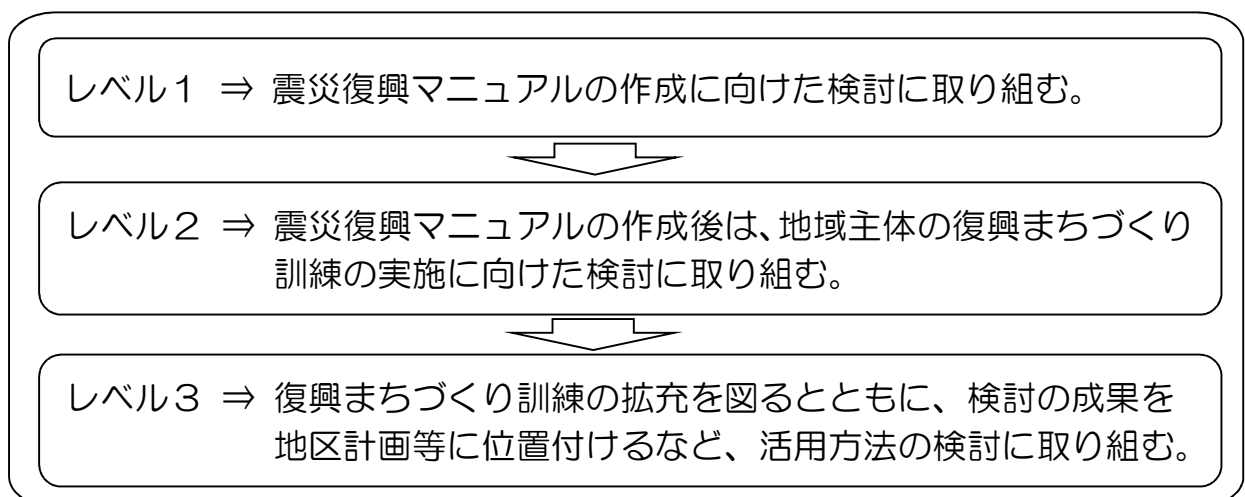 レベル１ ⇒ 震災復興マニュアルの作成に向けた検討に取り組む。
レベル２ ⇒ 震災復興マニュアルの作成後は、地域主体の復興まちづくり
訓練の実施に向けた検討に取り組む。
レベル３ ⇒ 復興まちづくり訓練の拡充を図るとともに、検討の成果を
地区計画等に位置付けるなど、活用方法の検討に取り組む。